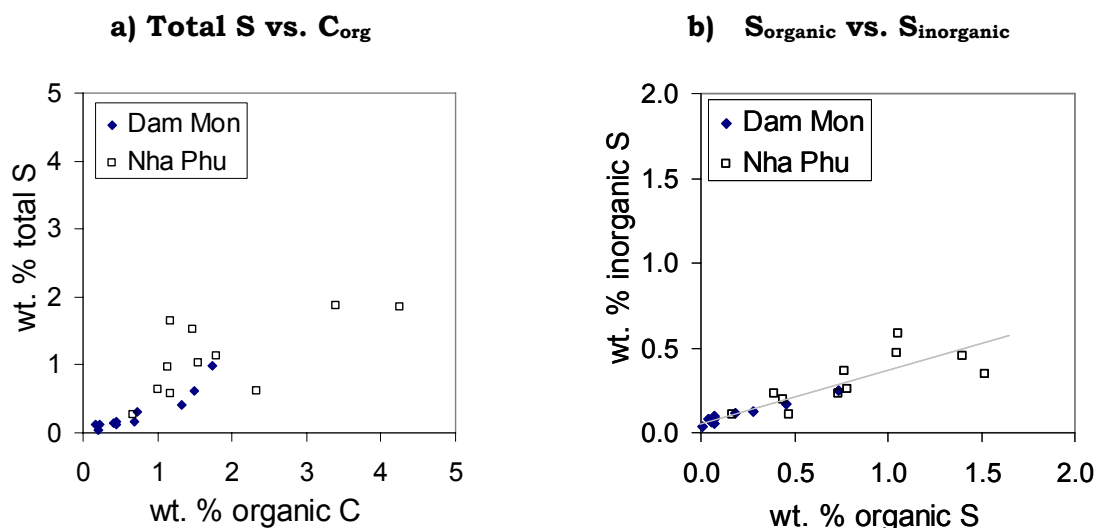 a) Total S vs. Corg
5
4
3
2
1
0
0 1 2 3 4 5
wt. % total S
wt. % organic C
Dam Mon
Nha Phu
b) Sorganic vs. Sinorganic
2.0
1.5
1.0
0.5
0.0
0.0 0.5 1.0 1.5 2.0
wt. % inorganic S
wt. % organic S
Dam Mon
Nha Phu